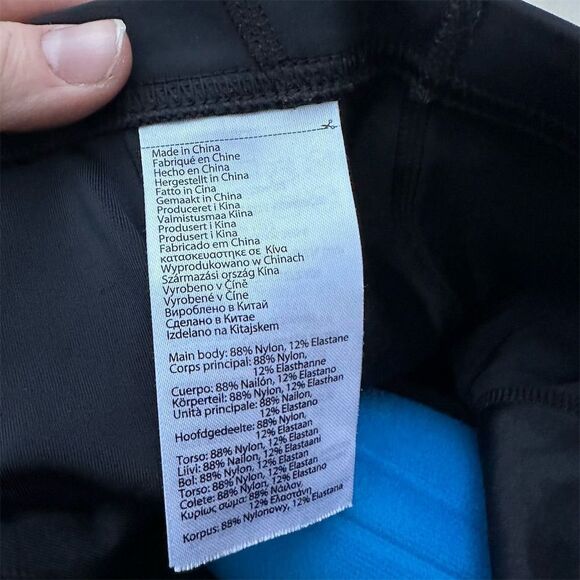 Made in China
Fabriqué en Chine
Hecho en China
Hergestellt in China
Fatto in Cina
Gemaakt in China
Produceret i Kina
Valmistusmaa Kiina
Produsert i Kina
Produsert i Kina
Fabricado em China
κατασκευαστηκε σε Κίνα
Wyprodukowano w Chinach
Származási ország Kína
Vyrobeno v Číně
Vyrobené v Číne
Вироблено в Китай
Сделано в Китае
Izdelano na Kitajskem
Main body: 88% Nylon, 12% Elastane
Corps principal: 88% Nylon,
12% Elasthanne
Cuerpo: 88% Nailón, 12% Elastano
Körperteil: 88% Nylon, 12% Elasthan
Unità principale: 88% Nylon,
12% Elastano
Hoofdgedeelte: 88% Nylon,
12% Elastaan
Torso: 88% Nylon, 12% Elastan
Liivi: 88% Nailon, 12% Elastaani
Bol: 88% Nylon, 12% Elastan
Torso: 88% Nylon, 12% Elastan
Colete: 88% Nylon, 12% Elastano
Κυρίως σώμα: 88% Νάιλον,
12% Ελαστάνη
Korpus: 88% Nylonowy, 12% Elastana